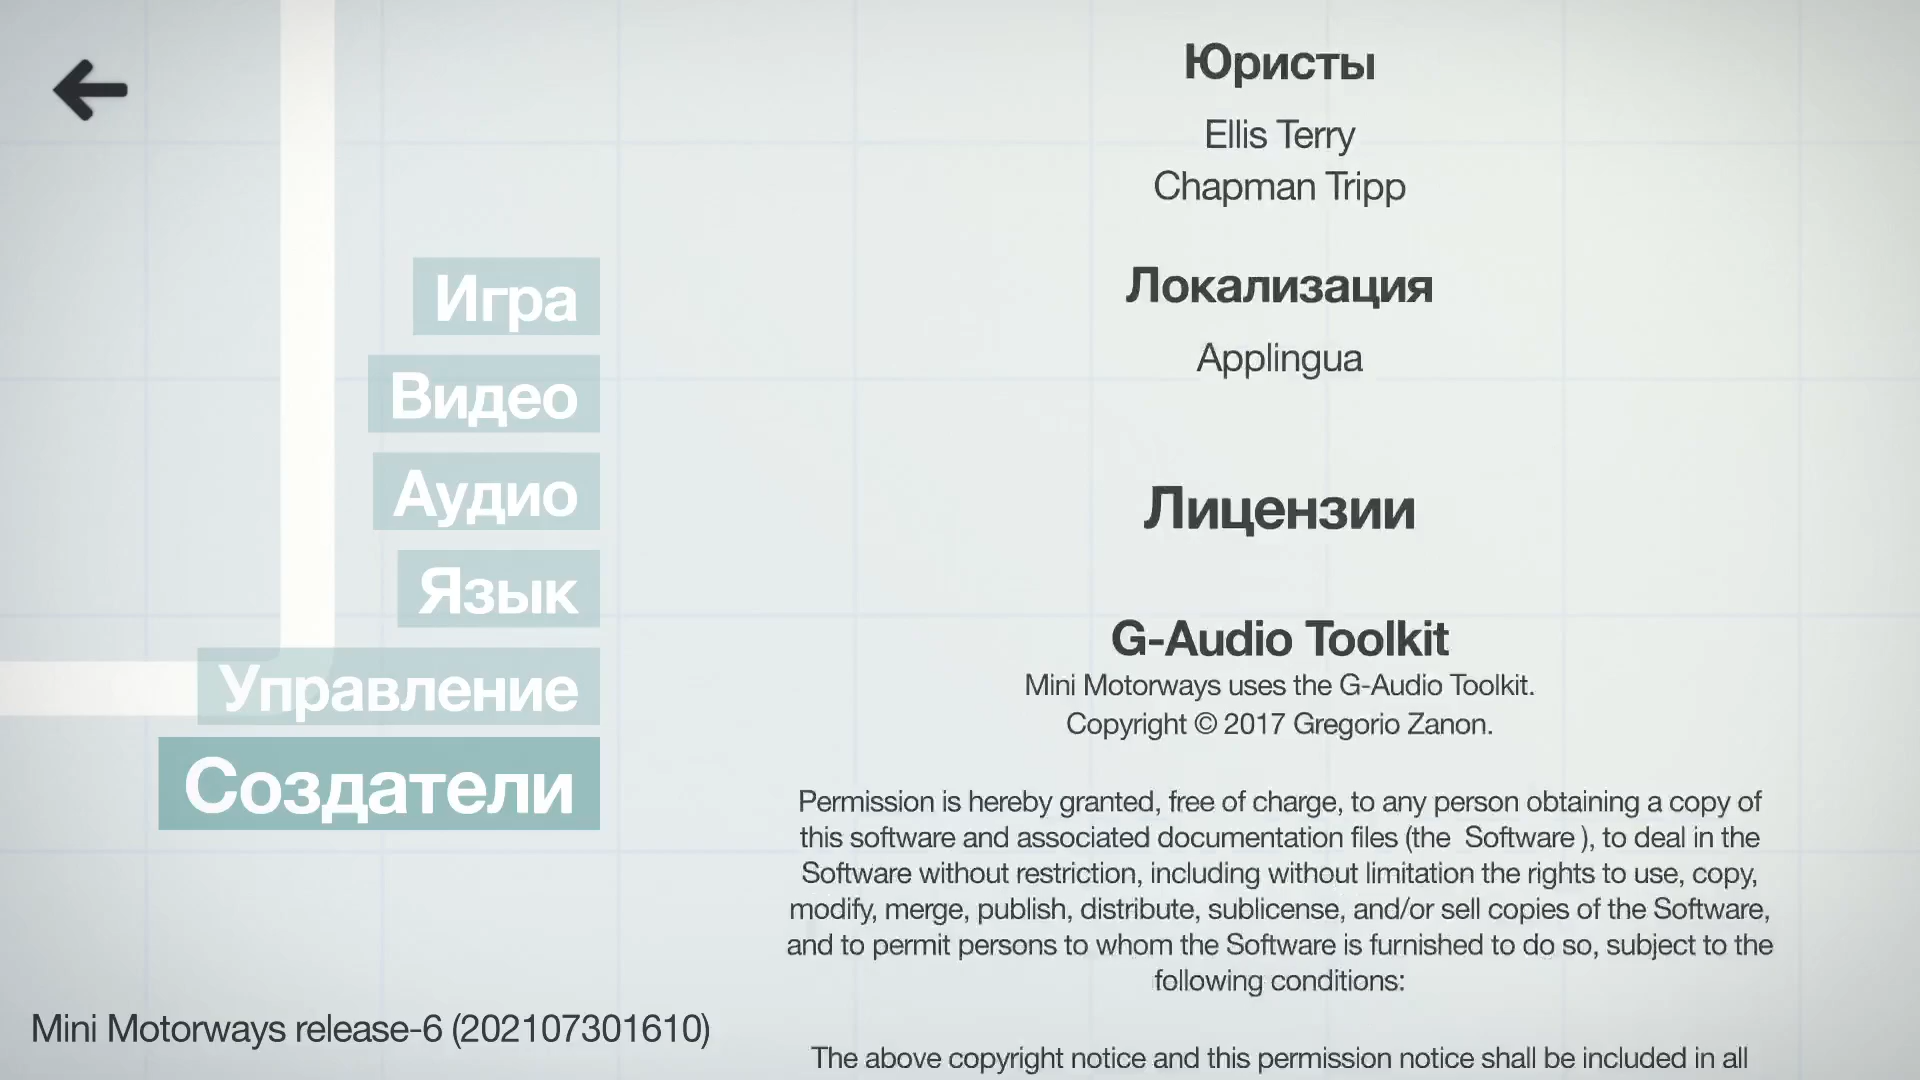 Игра
Видео
Аудио
Язык
Управление
Создатели
Mini Motorways release-6 (202107301610)
Юристы
Ellis Terry
Chapman Tripp
Локализация
Applingua
Лицензии
G-Audio Toolkit
Mini Motorways uses the G-Audio Toolkit.
Copyright © 2017 Gregorio Zanon.
Permission is hereby granted, free of charge, to any person obtaining a copy of
this software and associated documentation files (the  Software ), to deal in the
Software without restriction, including without limitation the rights to use, copy,
modify, merge, publish, distribute, sublicense, and/or sell copies of the Software,
and to permit persons to whom the Software is furnished to do so, subject to the
following conditions:
The above copyright notice and this permission notice shall be included in all